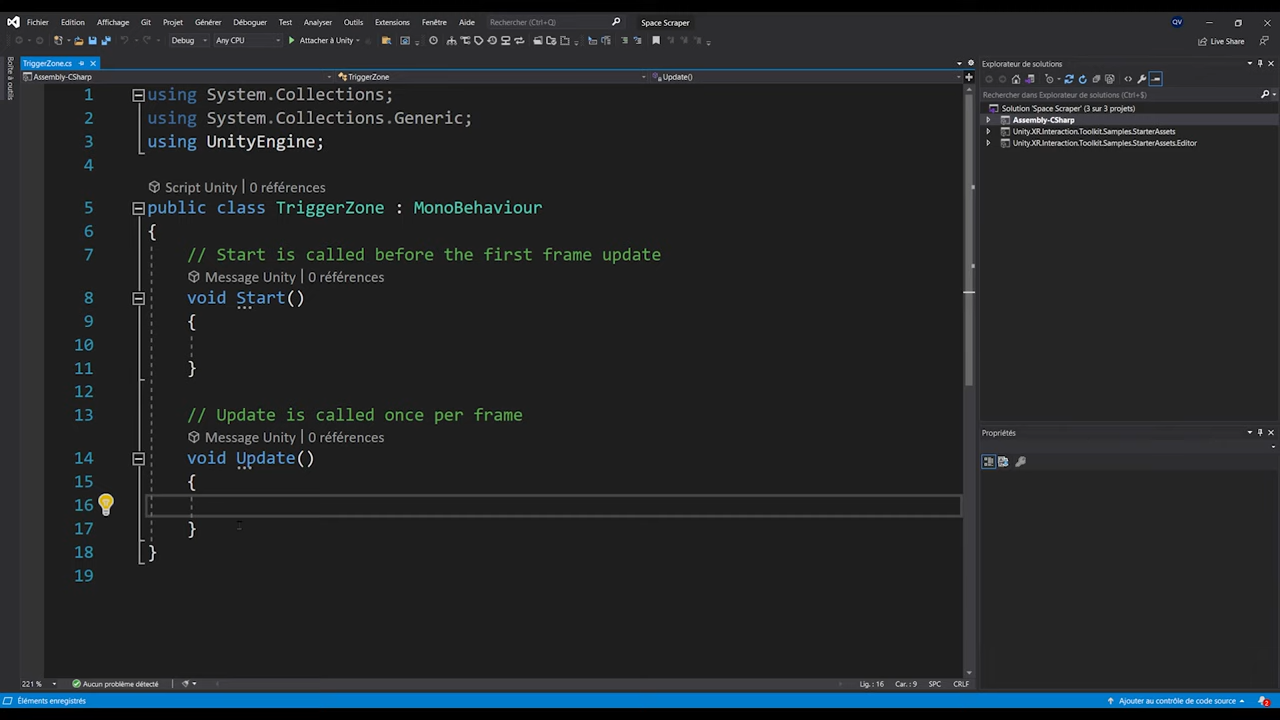 Fichier Edition Affichage Git Projet Générer Déboguer Test Analyser Outils Extensions Fenêtre Aide Rechercher (Ctrl+Q) Space Scraper QV
Debug Any CPU Attacher à Unity Live Share
Boîte à outils
TriggerZone.cs
Assembly-CSharp TriggerZone Update()
1 using System.Collections;
2 using System.Collections.Generic;
3 using UnityEngine;
4
Script Unity | 0 références
5 public class TriggerZone : MonoBehaviour
6 {
7 // Start is called before the first frame update
Message Unity | 0 références
8 void Start()
9 {
10
11 }
12
13 // Update is called once per frame
Message Unity | 0 références
14 void Update()
15 {
16
17 }
18 }
19
221 % Aucun problème détecté Lig. : 16 Car. : 9 SPC CRLF
Explorateur de solutions
Rechercher dans Explorateur de solutions (Ctrl+$)
Solution 'Space Scraper' (3 sur 3 projets)
Assembly-CSharp
Unity.XR.Interaction.Toolkit.Samples.StarterAssets
Unity.XR.Interaction.Toolkit.Samples.StarterAssets.Editor
Propriétés
Éléments enregistrés Ajouter au contrôle de code source 2